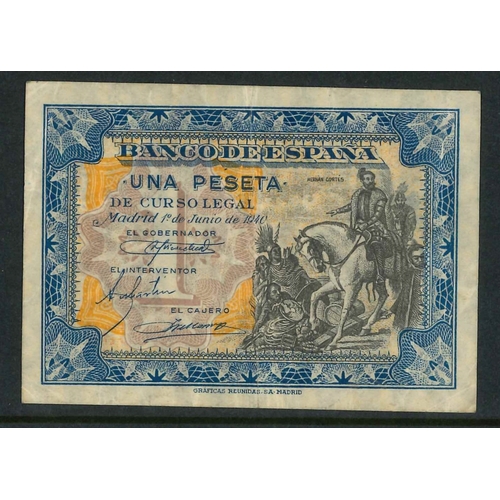 BANCO DE ESPAÑA
· UNA PESETA ·
HERNAN CORTES
DE CURSO LEGAL
Madrid 1º de Junio de 1940
EL GOBERNADOR
EL INTERVENTOR
EL CAJERO
1
GRÁFICAS REUNIDAS, S.A. MADRID